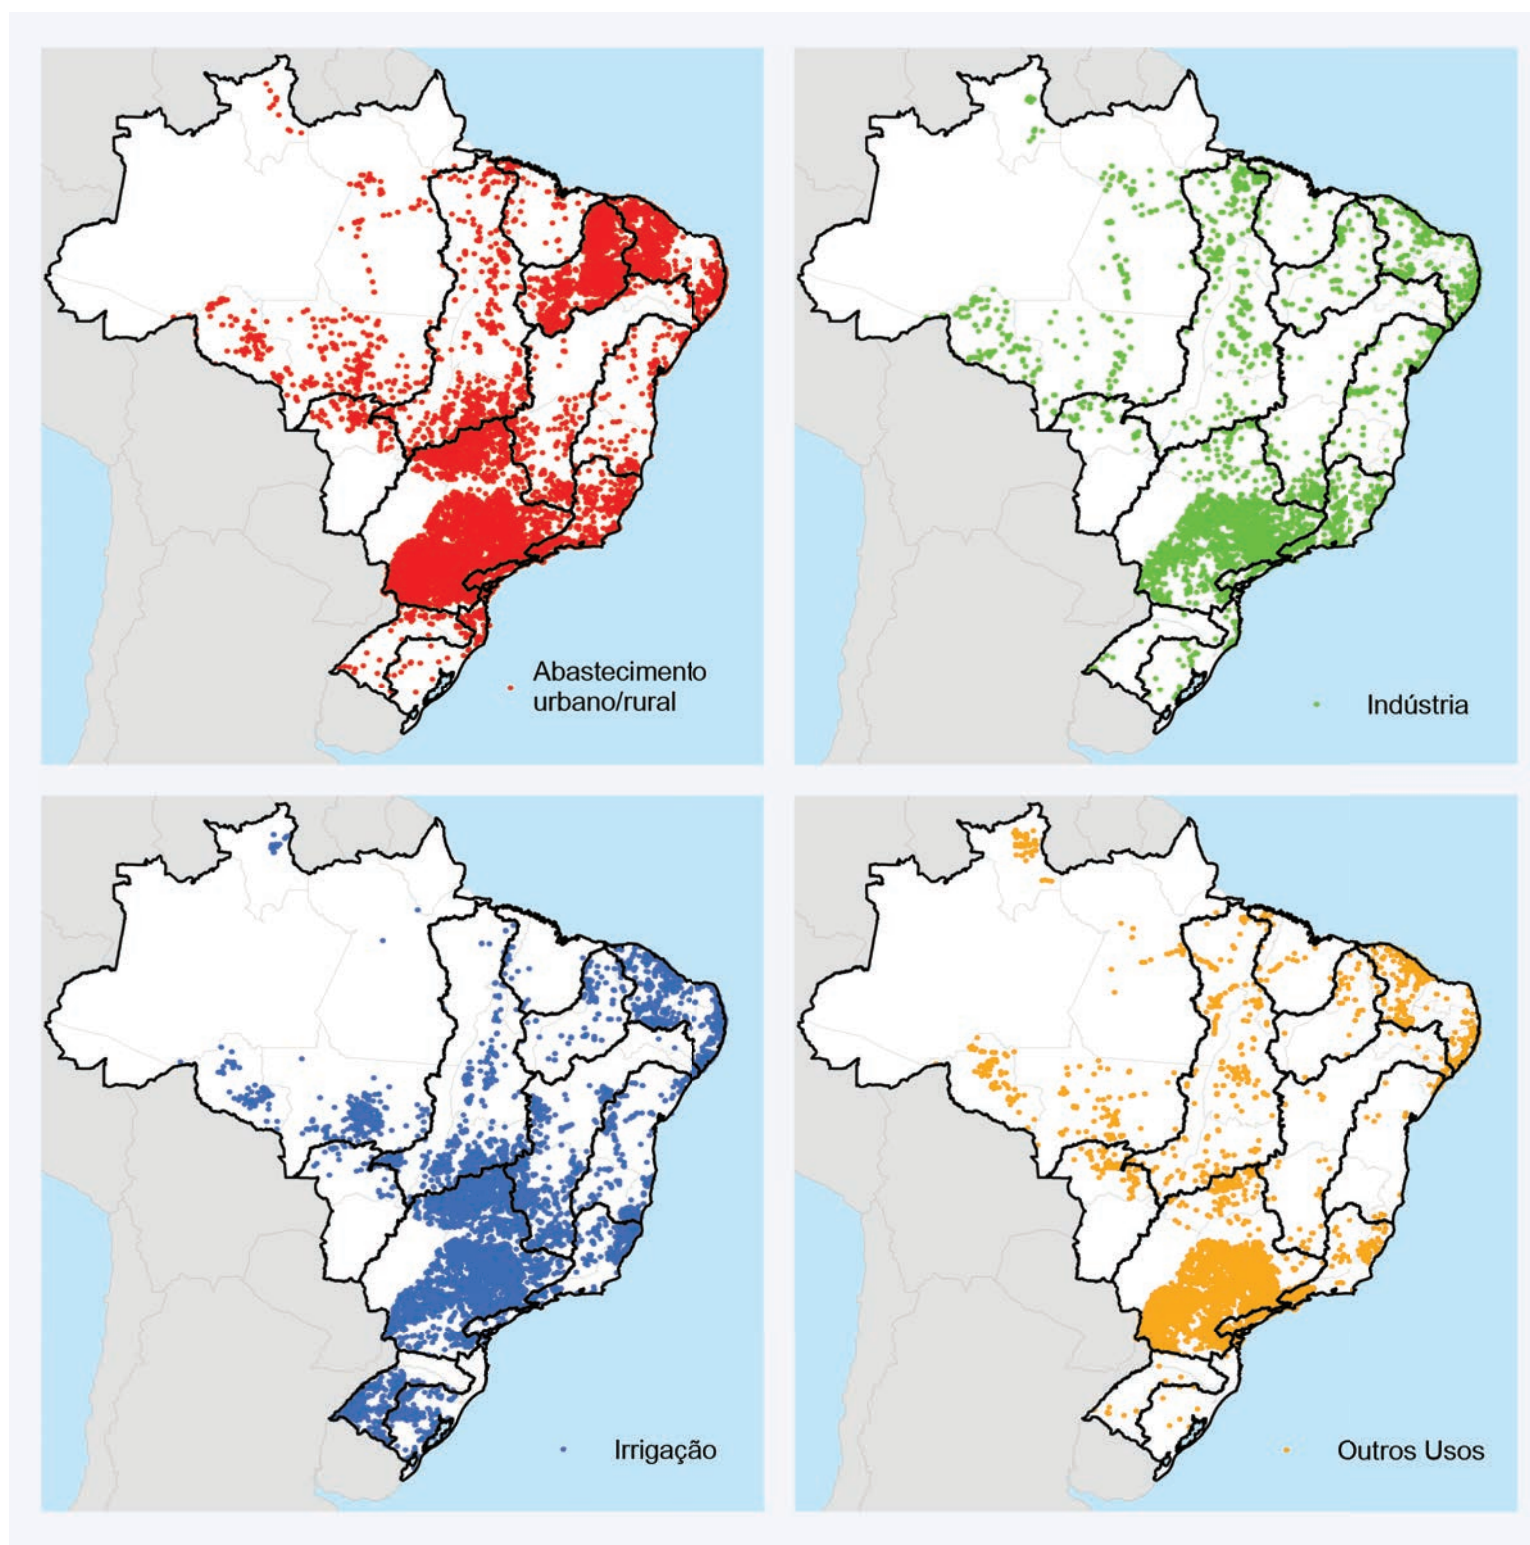 Abastecimento
urbano/rural
Indústria
Irrigação
Outros Usos